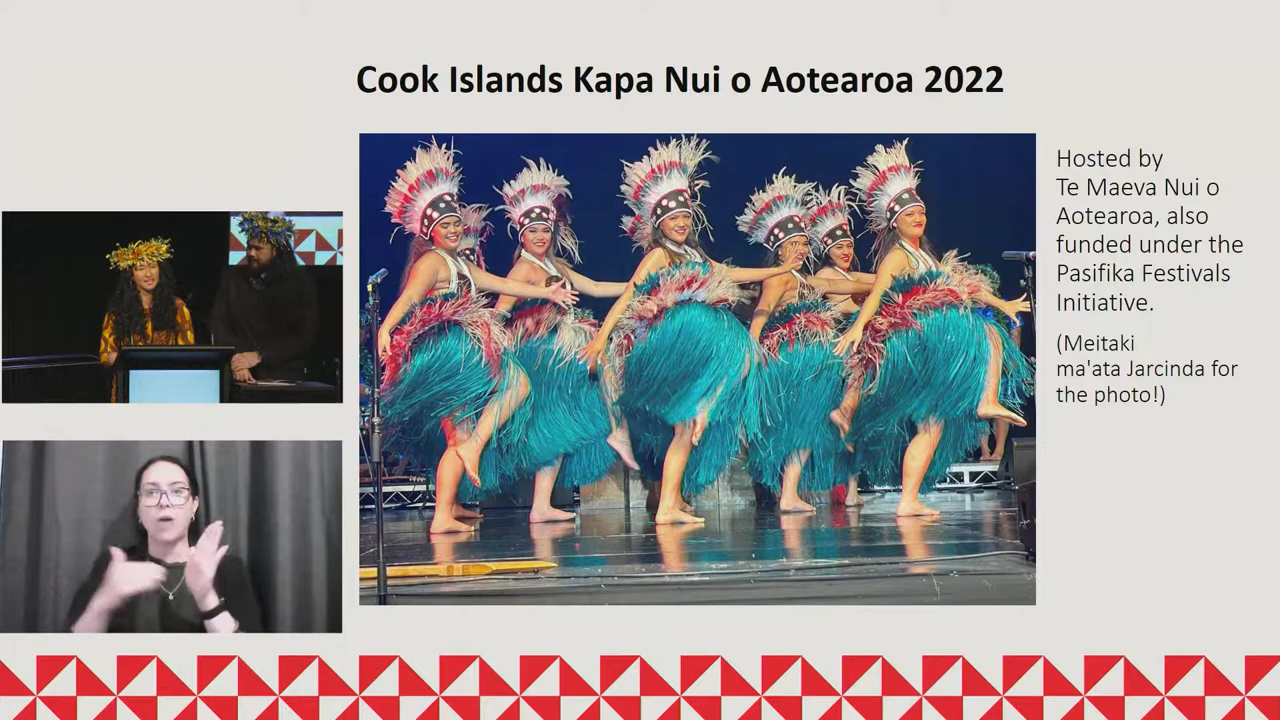 Cook Islands Kapa Nui o Aotearoa 2022
Hosted by
Te Maeva Nui o
Aotearoa, also
funded under the
Pasifika Festivals
Initiative.
(Meitaki
ma'ata Jarcinda for
the photo!)